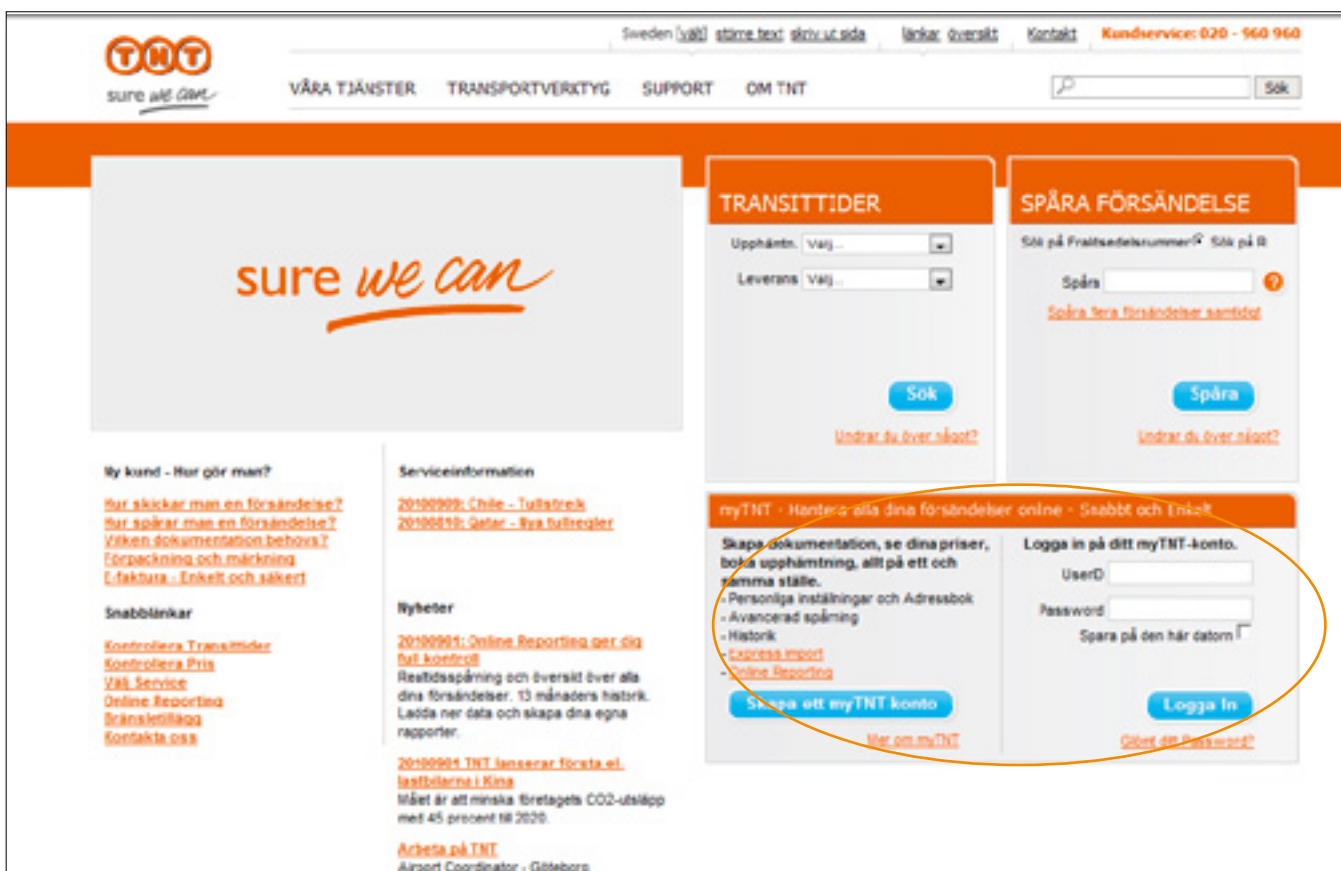 TNT
sure we can
Sweden [välj] större text skriv ut sida länkar översikt Kontakt Kundservice: 020 - 960 960
VÅRA TJÄNSTER TRANSPORTVERKTYG SUPPORT OM TNT
Sök
sure we can
TRANSITTIDER
Upphämtn. Välj...
Leverans Välj...
Sök
Undrar du över något?
SPÅRA FÖRSÄNDELSE
Sök på Fraktsedelsnummer Sök på R
Spåra
?
Spåra flera försändelser samtidigt
Spåra
Undrar du över något?
Ny kund - Hur gör man?
Hur skickar man en försändelse?
Hur spårar man en försändelse?
Vilken dokumentation behövs?
Förpackning och märkning
E-faktura - Enkelt och säkert
Snabblänkar
Kontrollera Transittider
Kontrollera Pris
Välj Service
Online Reporting
Bränsletillägg
Kontakta oss
Serviceinformation
20100909: Chile - Tullstrejk
20100810: Qatar - Nya tullregler
Nyheter
20100901: Online Reporting ger dig
full kontroll
Realtidsspårning och översikt över alla
dina försändelser. 13 månaders historik.
Ladda ner data och skapa dina egna
rapporter.
20100901 TNT lanserar första el.
lastbilarna i Kina
Målet är att minska företagets CO2-utsläpp
med 45 procent till 2020.
Arbeta på TNT
Airport Coordinator - Göteborg
myTNT - Hantera alla dina försändelser online - Snabbt och Enkelt
Skapa dokumentation, se dina priser,
boka upphämtning, allt på ett och
samma ställe.
- Personliga inställningar och Adressbok
- Avancerad spårning
- Historik
- Express Import
- Online Reporting
Skapa ett myTNT konto
Mer om myTNT
Logga in på ditt myTNT-konto.
UserID
Password
Spara på den här datorn
Logga In
Glömt ditt Password?